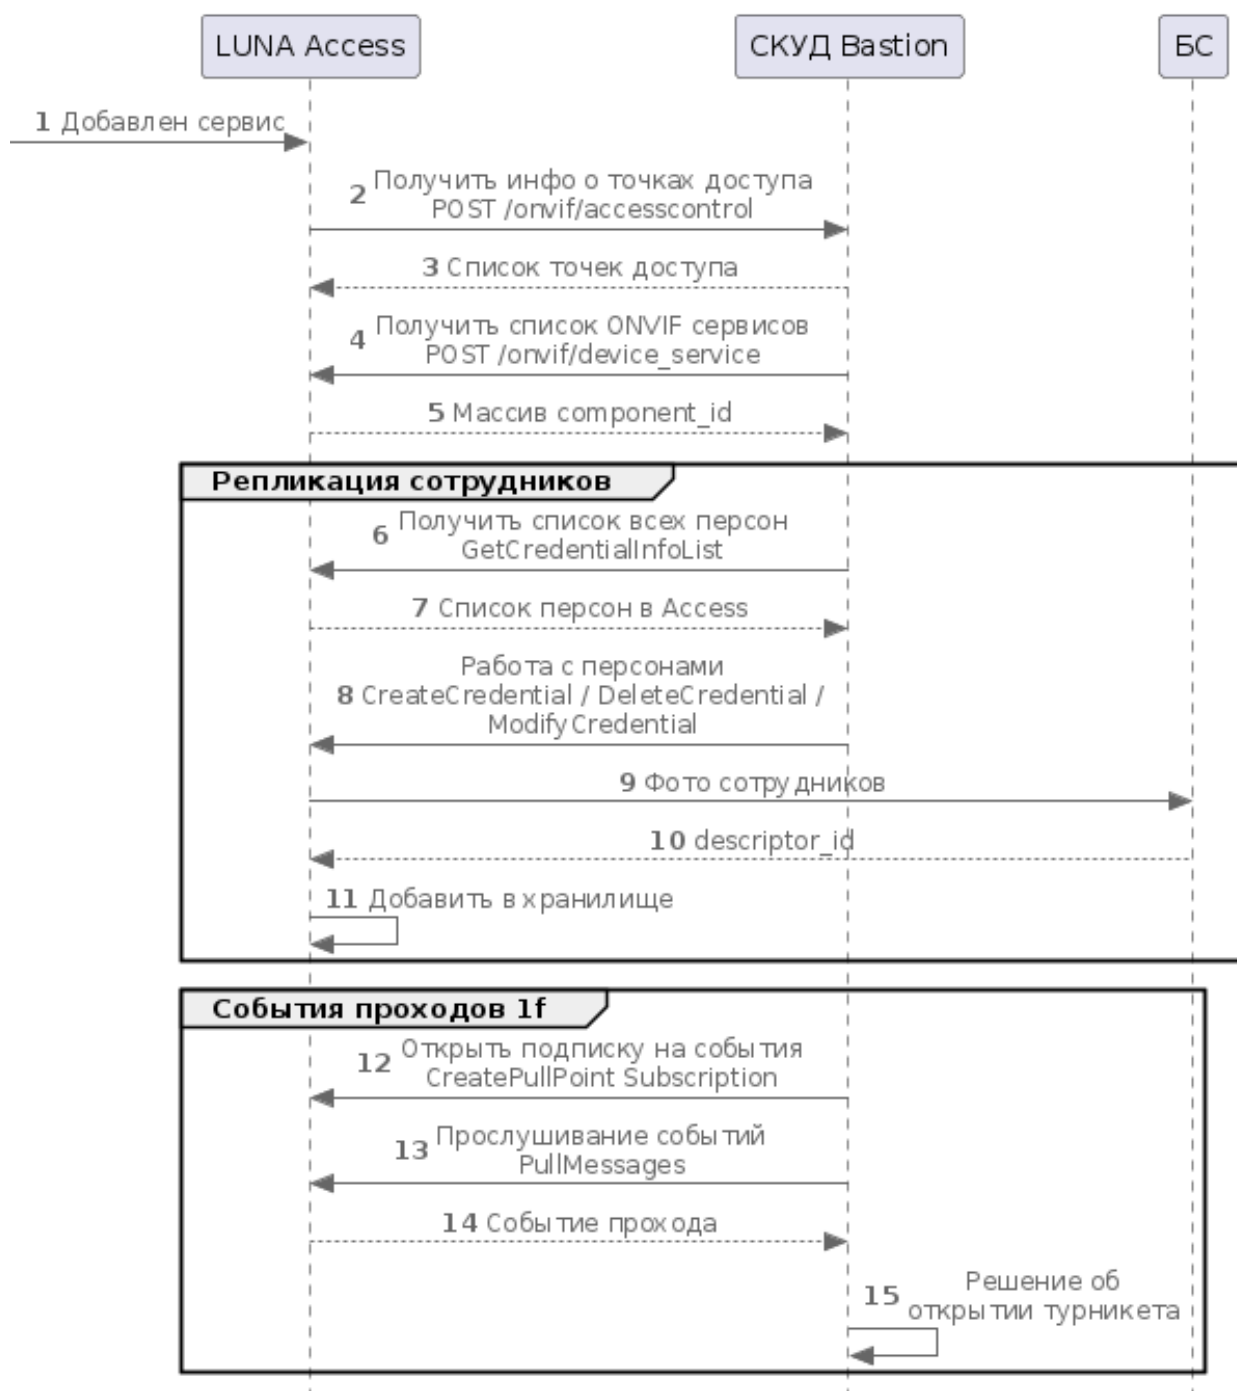 LUNA Access
СКУД Bastion
БС
1 Добавлен сервис
2 Получить инфо о точках доступа
POST /onvif/accesscontrol
3 Список точек доступа
4 Получить список ONVIF сервисов
POST /onvif/device_service
5 Массив component_id
Репликация сотрудников
6 Получить список всех персон
GetCredentialInfoList
7 Список персон в Access
Работа с персонами
8 CreateCredential / DeleteCredential /
ModifyCredential
9 Фото сотрудников
10 descriptor_id
11 Добавить в хранилище
События проходов 1f
12 Открыть подписку на события
CreatePullPoint Subscription
13 Прослушивание событий
PullMessages
14 Событие прохода
15 Решение об
открытии турникета